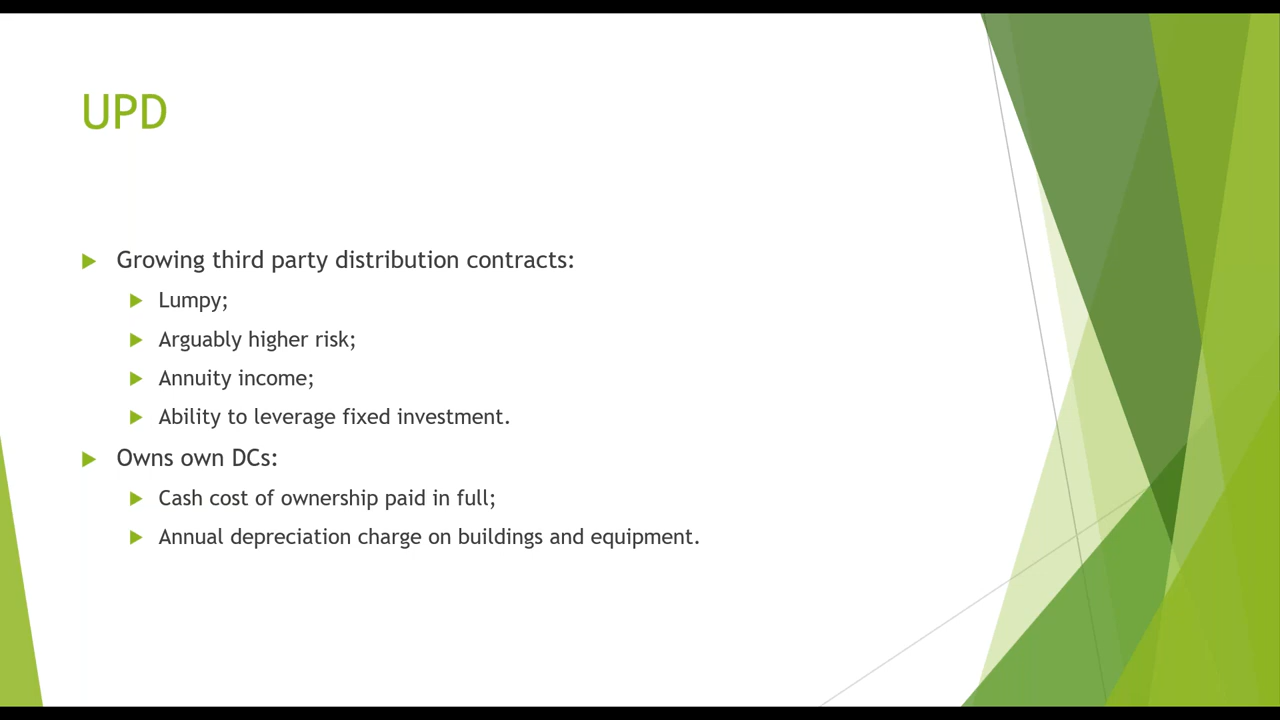 UPD
Growing third party distribution contracts:
Lumpy;
Arguably higher risk;
Annuity income;
Ability to leverage fixed investment.
Owns own DCs:
Cash cost of ownership paid in full;
Annual depreciation charge on buildings and equipment.